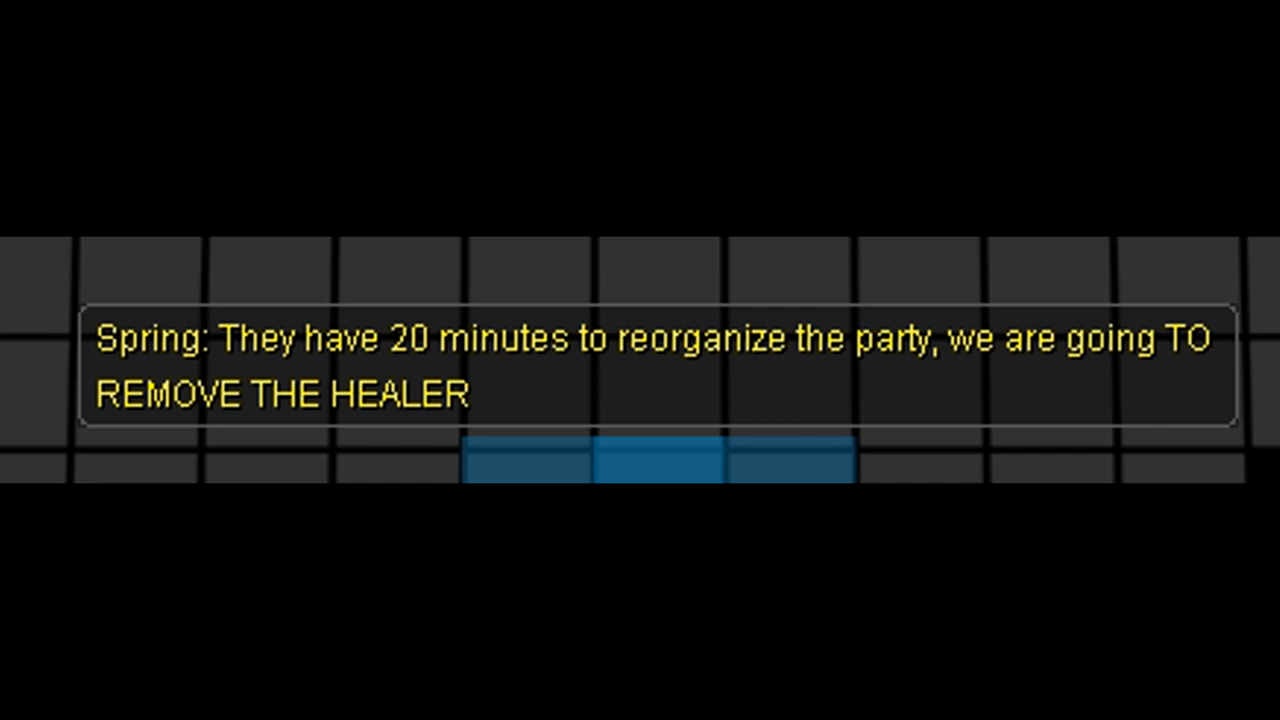 Spring: They have 20 minutes to reorganize the party, we are going TO
REMOVE THE HEALER